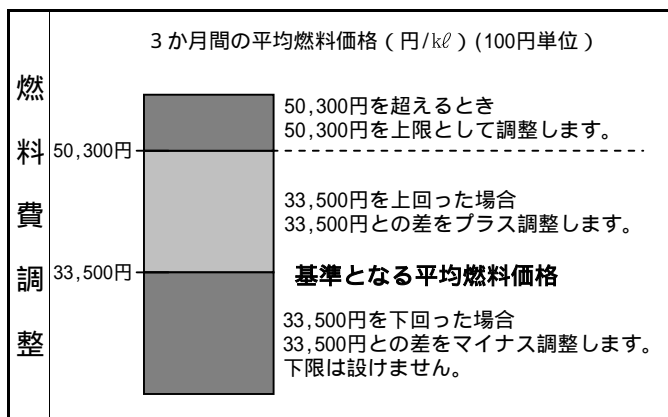 燃料費調整
3か月間の平均燃料価格(円/kℓ)(100円単位)
50,300円を超えるとき
50,300円を上限として調整します。
50,300円
33,500円を上回った場合
33,500円との差をプラス調整します。
33,500円
基準となる平均燃料価格
33,500円を下回った場合
33,500円との差をマイナス調整します。
下限は設けません。